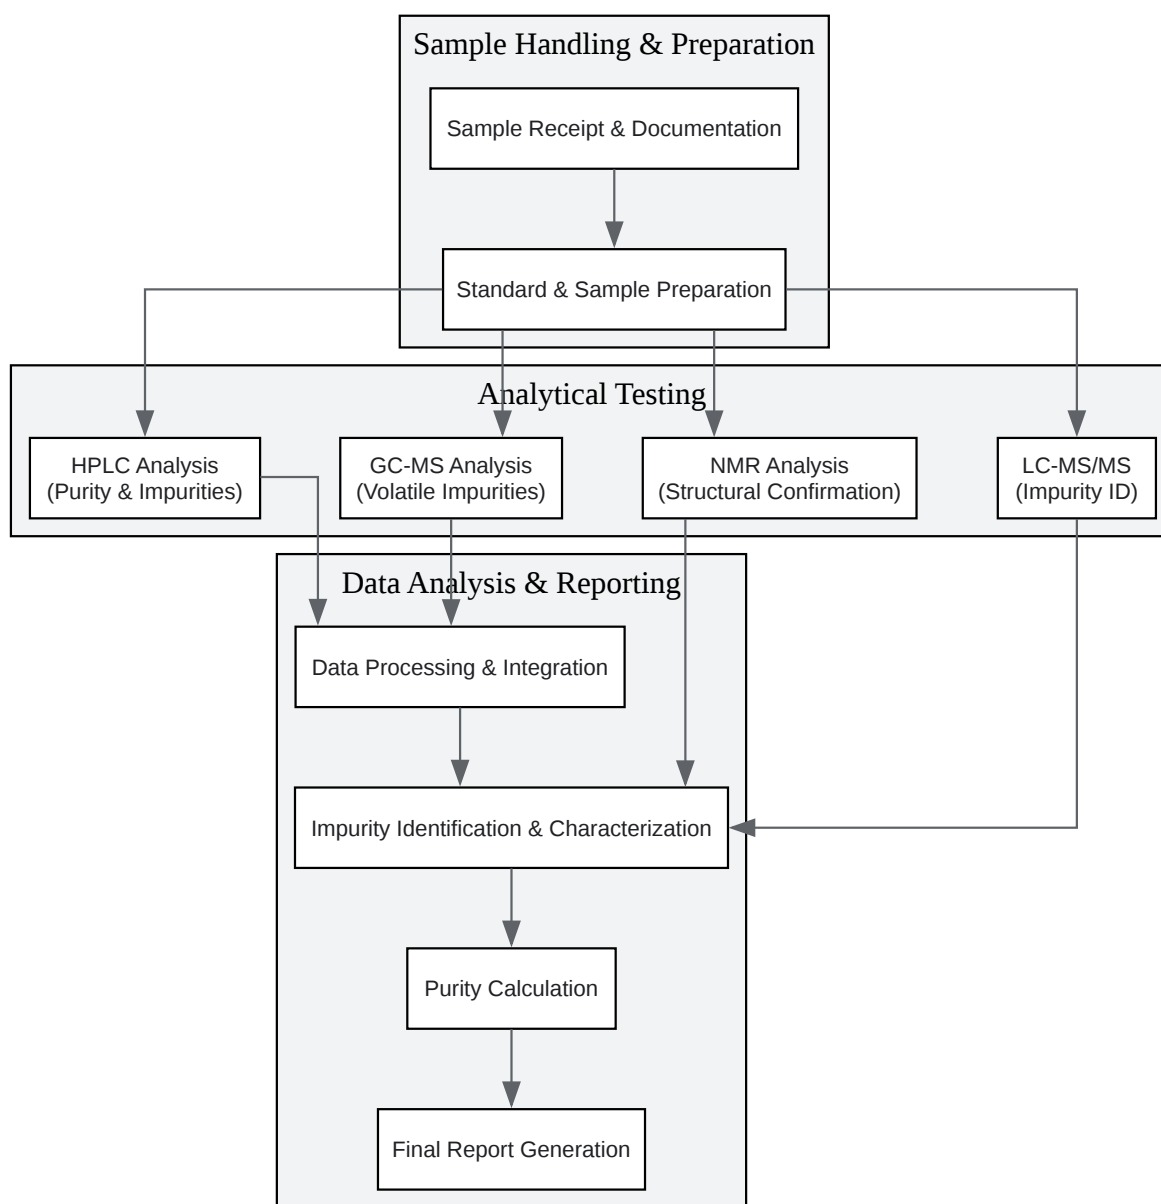 Sample Handling & Preparation
Sample Receipt & Documentation
Standard & Sample Preparation
Analytical Testing
HPLC Analysis
(Purity & Impurities)
GC-MS Analysis
(Volatile Impurities)
NMR Analysis
(Structural Confirmation)
LC-MS/MS
(Impurity ID)
Data Analysis & Reporting
Data Processing & Integration
Impurity Identification & Characterization
Purity Calculation
Final Report Generation